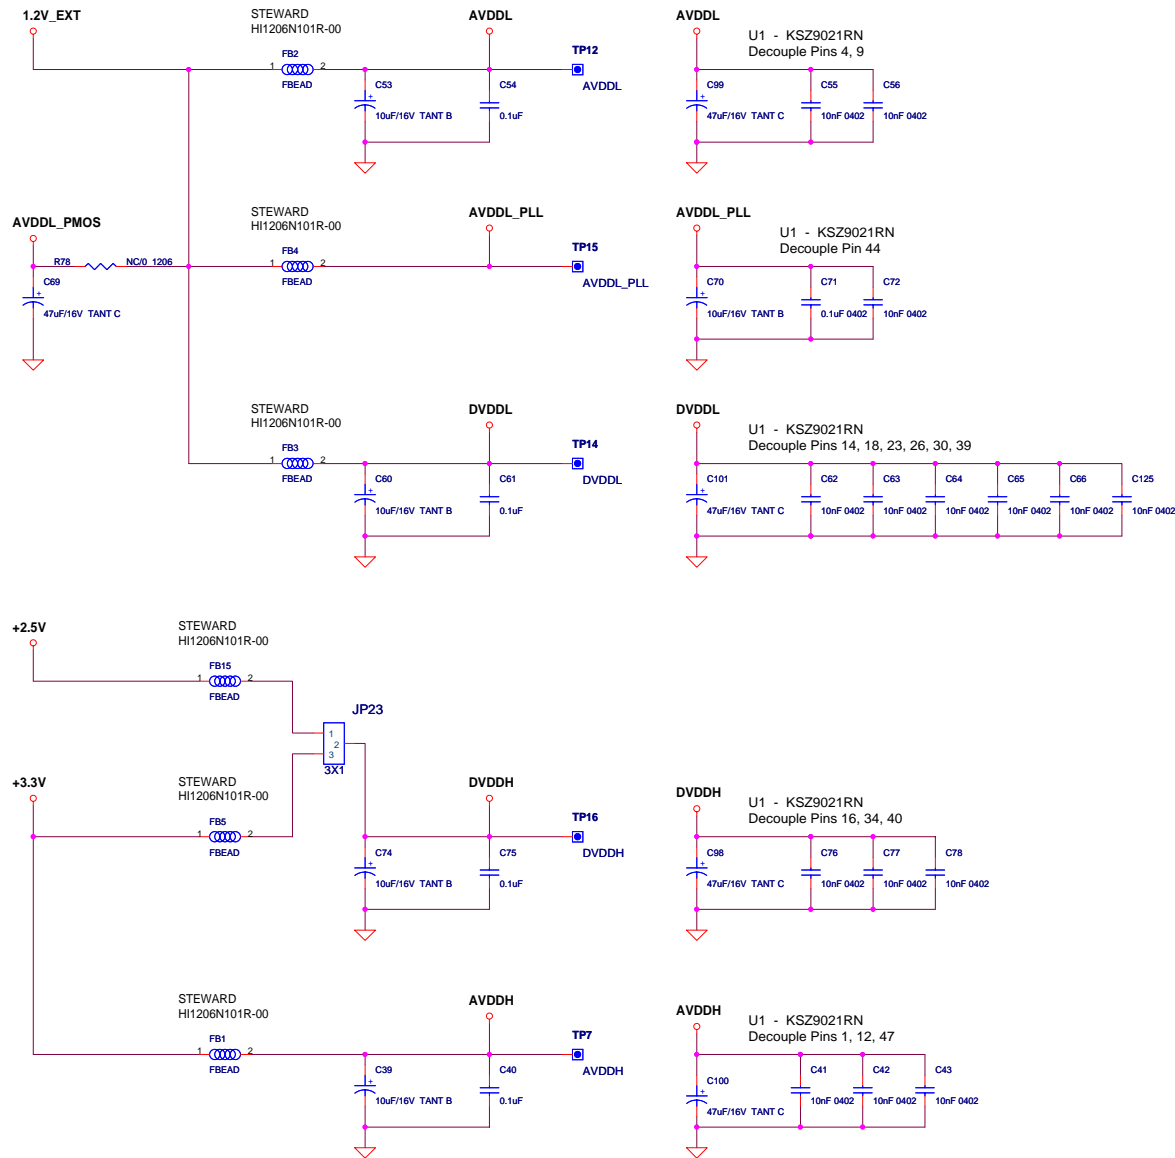 1.2V_EXT
STEWARD
HI1206N101R-00
FB2
1
2
FBEAD
AVDDL
C53
10uF/16V TANT B
C54
0.1uF
TP12
AVDDL
AVDDL
U1 - KSZ9021RN
Decouple Pins 4, 9
C99
47uF/16V TANT C
C55
10nF 0402
C56
10nF 0402
AVDDL_PMOS
R78
NC/0 1206
C69
47uF/16V TANT C
STEWARD
HI1206N101R-00
FB4
1
2
FBEAD
AVDDL_PLL
TP15
AVDDL_PLL
AVDDL_PLL
U1 - KSZ9021RN
Decouple Pin 44
C70
10uF/16V TANT B
C71
0.1uF 0402
C72
10nF 0402
STEWARD
HI1206N101R-00
FB3
1
2
FBEAD
DVDDL
C60
10uF/16V TANT B
C61
0.1uF
TP14
DVDDL
DVDDL
U1 - KSZ9021RN
Decouple Pins 14, 18, 23, 26, 30, 39
C101
47uF/16V TANT C
C62
10nF 0402
C63
10nF 0402
C64
10nF 0402
C65
10nF 0402
C66
10nF 0402
C125
10nF 0402
+2.5V
STEWARD
HI1206N101R-00
FB15
1
2
FBEAD
JP23
1
2
3
3X1
+3.3V
STEWARD
HI1206N101R-00
FB5
1
2
FBEAD
DVDDH
C74
10uF/16V TANT B
C75
0.1uF
TP16
DVDDH
DVDDH
U1 - KSZ9021RN
Decouple Pins 16, 34, 40
C98
47uF/16V TANT C
C76
10nF 0402
C77
10nF 0402
C78
10nF 0402
STEWARD
HI1206N101R-00
FB1
1
2
FBEAD
AVDDH
C39
10uF/16V TANT B
C40
0.1uF
TP7
AVDDH
AVDDH
U1 - KSZ9021RN
Decouple Pins 1, 12, 47
C100
47uF/16V TANT C
C41
10nF 0402
C42
10nF 0402
C43
10nF 0402